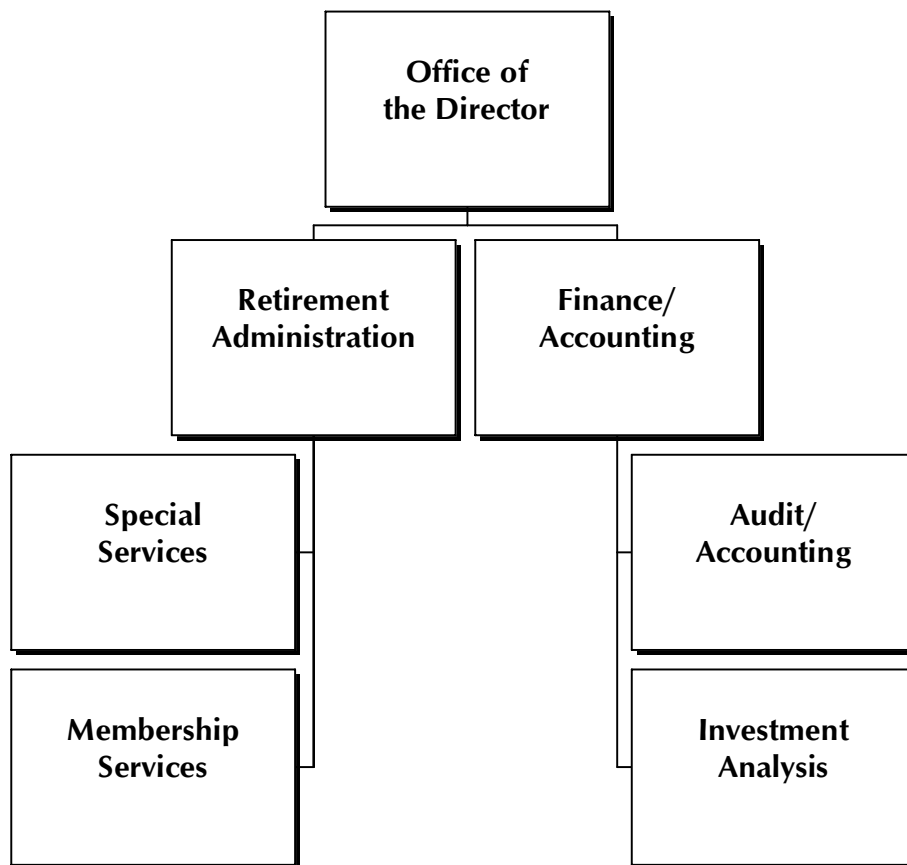 Office of
the Director
Retirement
Administration
Finance/
Accounting
Special
Services
Audit/
Accounting
Membership
Services
Investment
Analysis